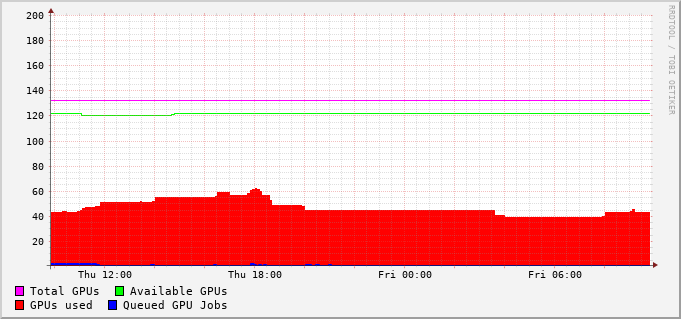 200
180
160
140
120
100
80
60
40
20
Thu 12:00 Thu 18:00 Fri 00:00 Fri 06:00
Total GPUs Available GPUs
GPUs used Queued GPU Jobs
RRDTOOL / TOBI OETIKER